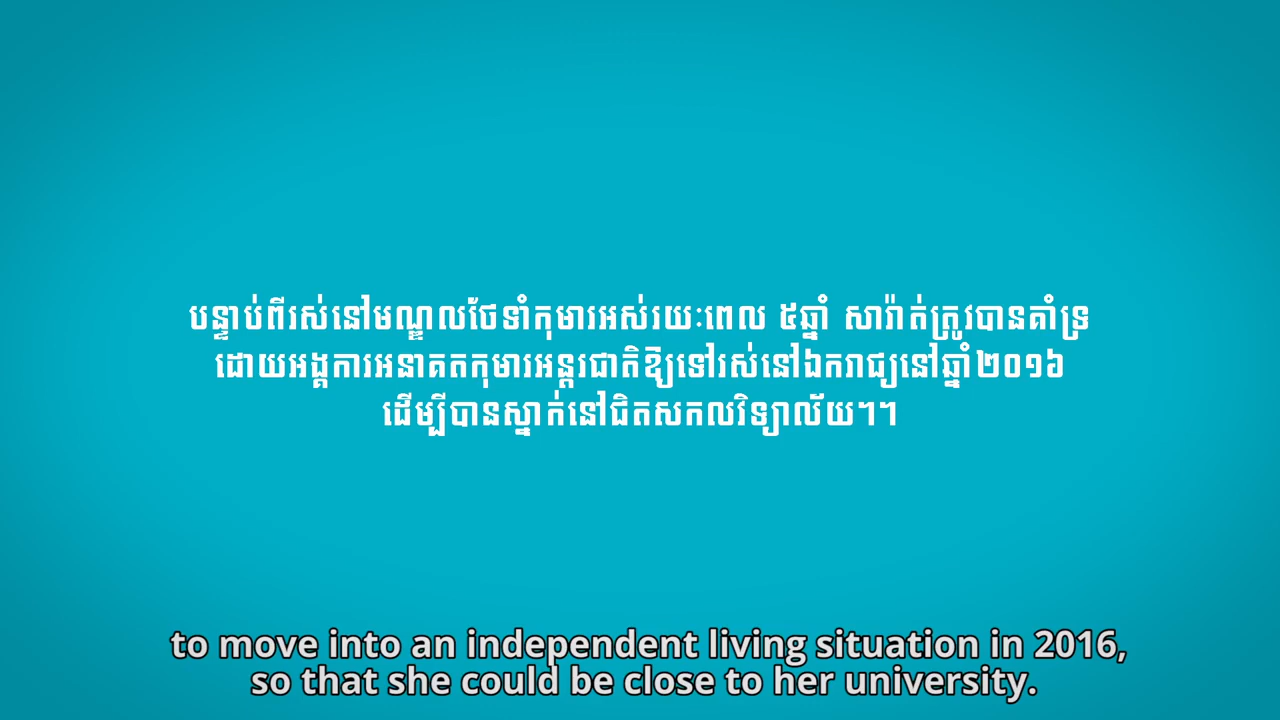 បន្ទាប់ពីរស់នៅមណ្ឌលថែទាំកុមារអស់រយៈពេល ៥ឆ្នាំ សារ៉ាត់ត្រូវបានគាំទ្រ
ដោយអង្គការអនាគតកុមារអន្តរជាតិឱ្យទៅរស់នៅឯករាជ្យនៅឆ្នាំ២០១៦
ដើម្បីបានស្នាក់នៅជិតសកលវិទ្យាល័យ។។
to move into an independent living situation in 2016,
so that she could be close to her university.